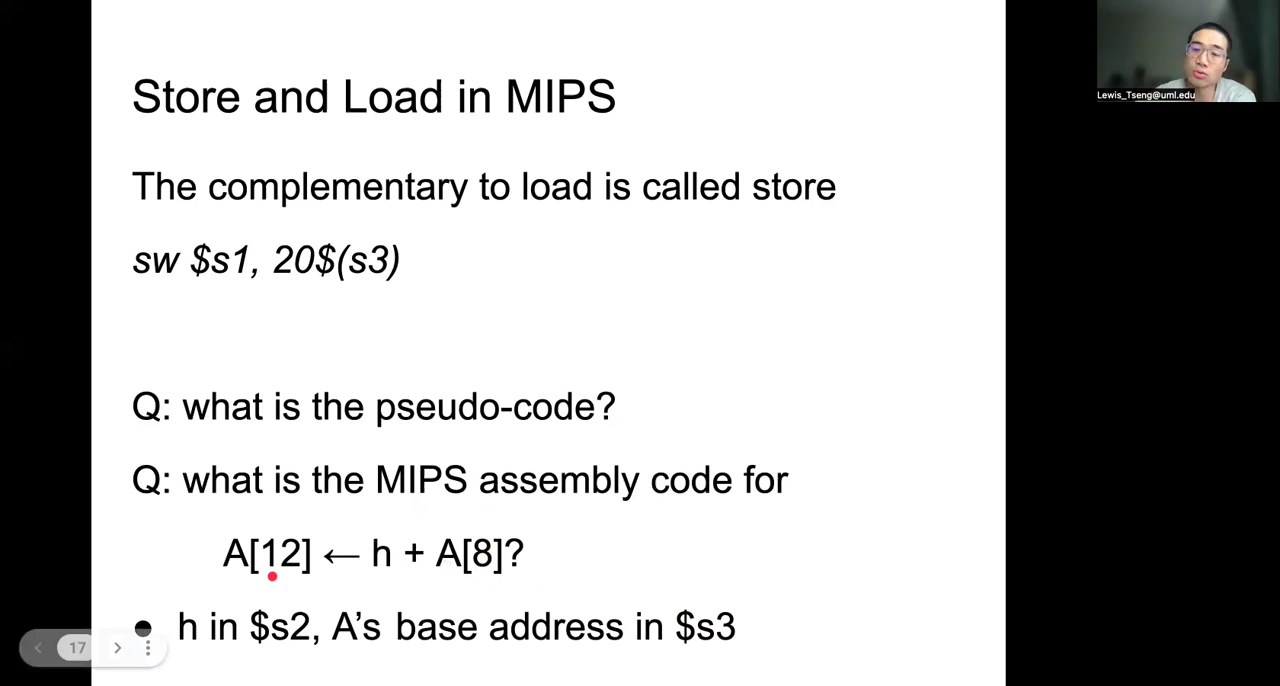 Store and Load in MIPS
The complementary to load is called store
sw $s1, 20$(s3)
Q: what is the pseudo-code?
Q: what is the MIPS assembly code for
A[12] ← h + A[8]?
● h in $s2, A’s base address in $s3
17
Lewis_Tseng@uml.edu